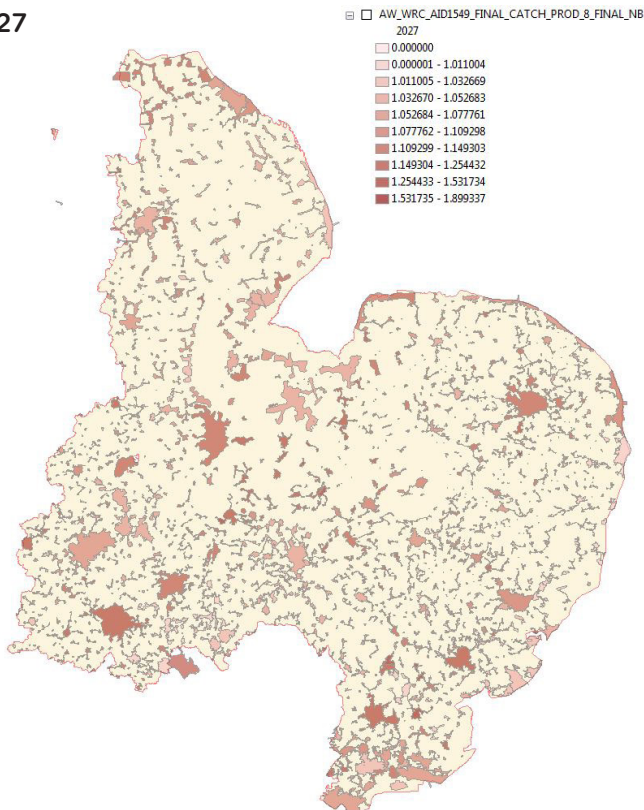 27
AW_WRC_AID1549_FINAL_CATCH_PROD_8_FINAL_NB
2027
0.000000
0.000001 - 1.011004
1.011005 - 1.032669
1.032670 - 1.052683
1.052684 - 1.077761
1.077762 - 1.109298
1.109299 - 1.149303
1.149304 - 1.254432
1.254433 - 1.531734
1.531735 - 1.899337